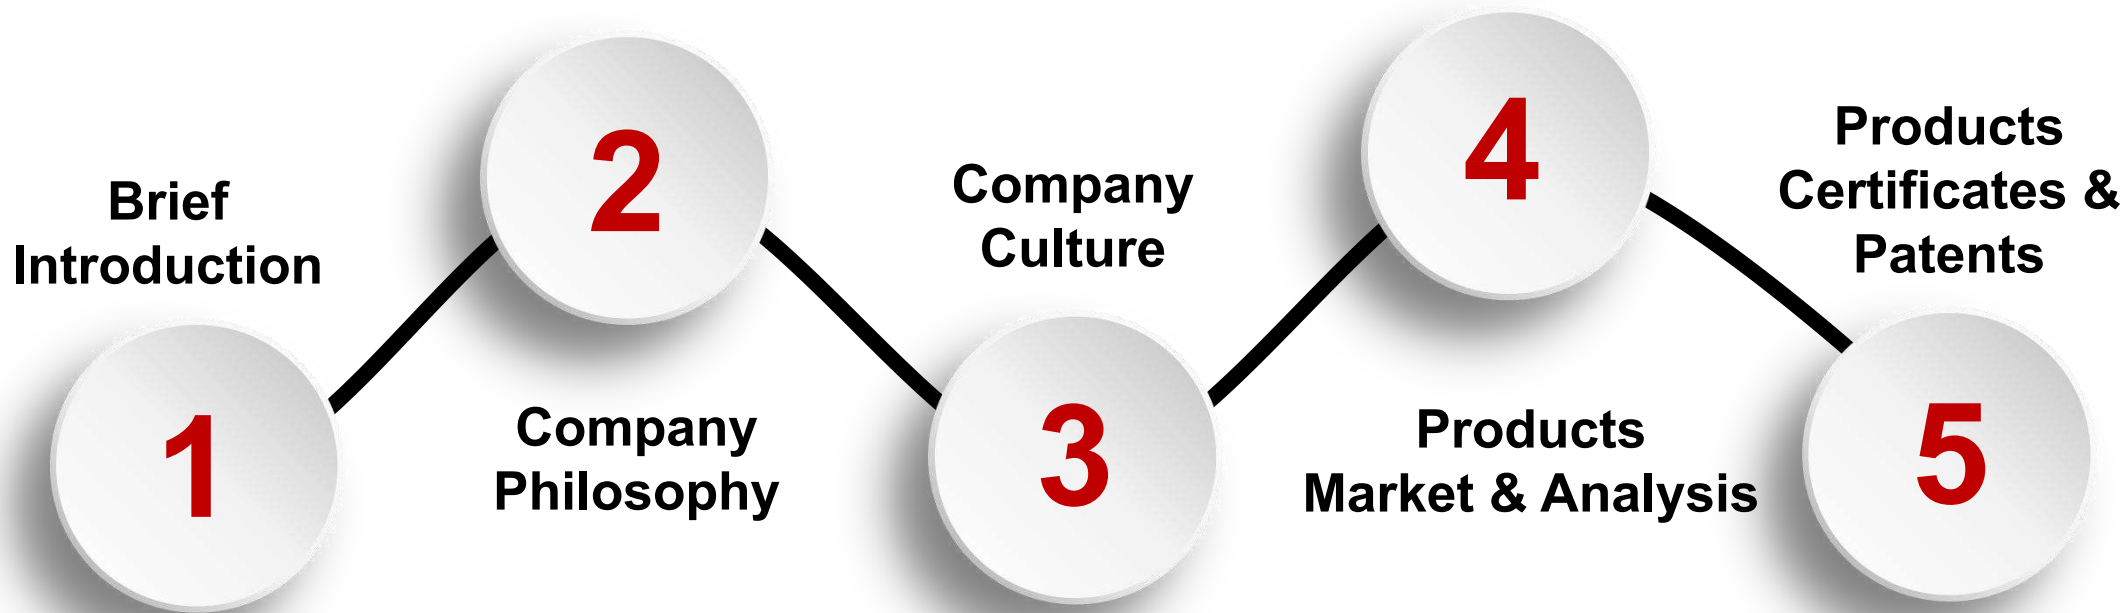 Brief
Introduction
1
2
Company
Philosophy
Company
Culture
3
4
Products
Market & Analysis
Products
Certificates &
Patents
5